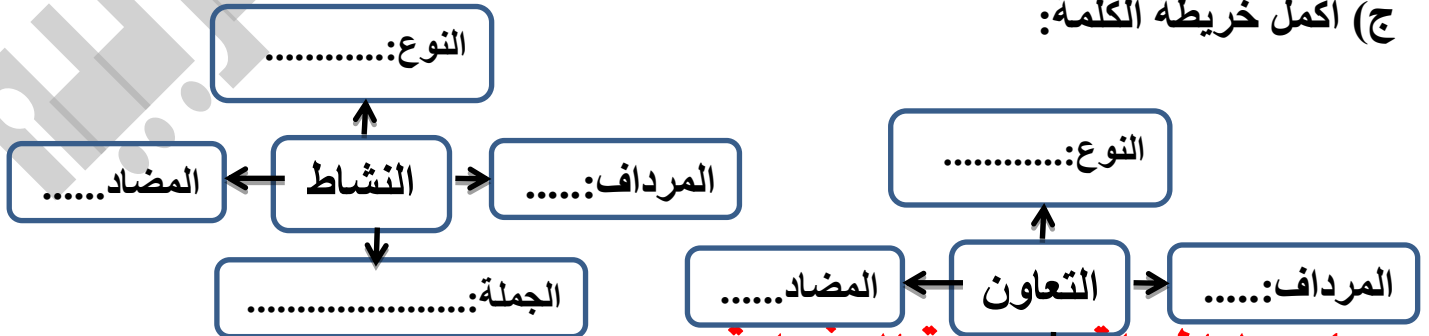 ج) أكمل خريطة الكلمة:
النوع:............
النوع:............
المرداف:.....
النشاط
المضاد......
المرداف:.....
التعاون
المضاد......
الجملة:.....................